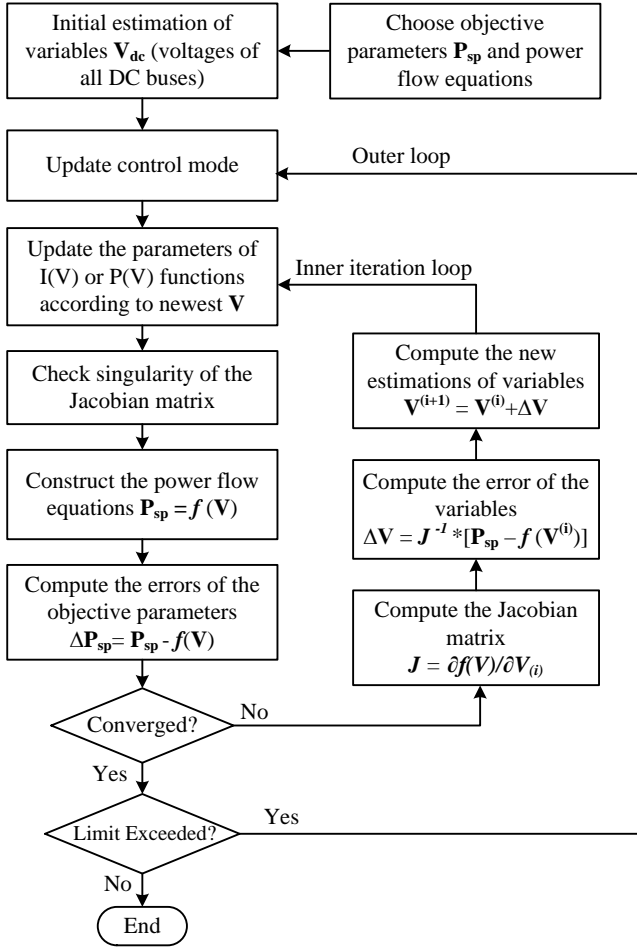 Initial estimation of
variables V_dc (voltages of
all DC buses)
Choose objective
parameters P_sp and power
flow equations
Update control mode
Outer loop
Update the parameters of
I(V) or P(V) functions
according to newest V
Inner iteration loop
Check singularity of the
Jacobian matrix
Compute the new
estimations of variables
V^(i+1) = V^(i)+ΔV
Construct the power flow
equations P_sp = f (V)
Compute the error of the
variables
ΔV = J^-1 *[P_sp – f (V^(i))]
Compute the errors of the
objective parameters
ΔP_sp= P_sp - f(V)
Compute the Jacobian
matrix
J = ∂f(V)/∂V_(i)
Converged?
No
Yes
Limit Exceeded?
Yes
No
End